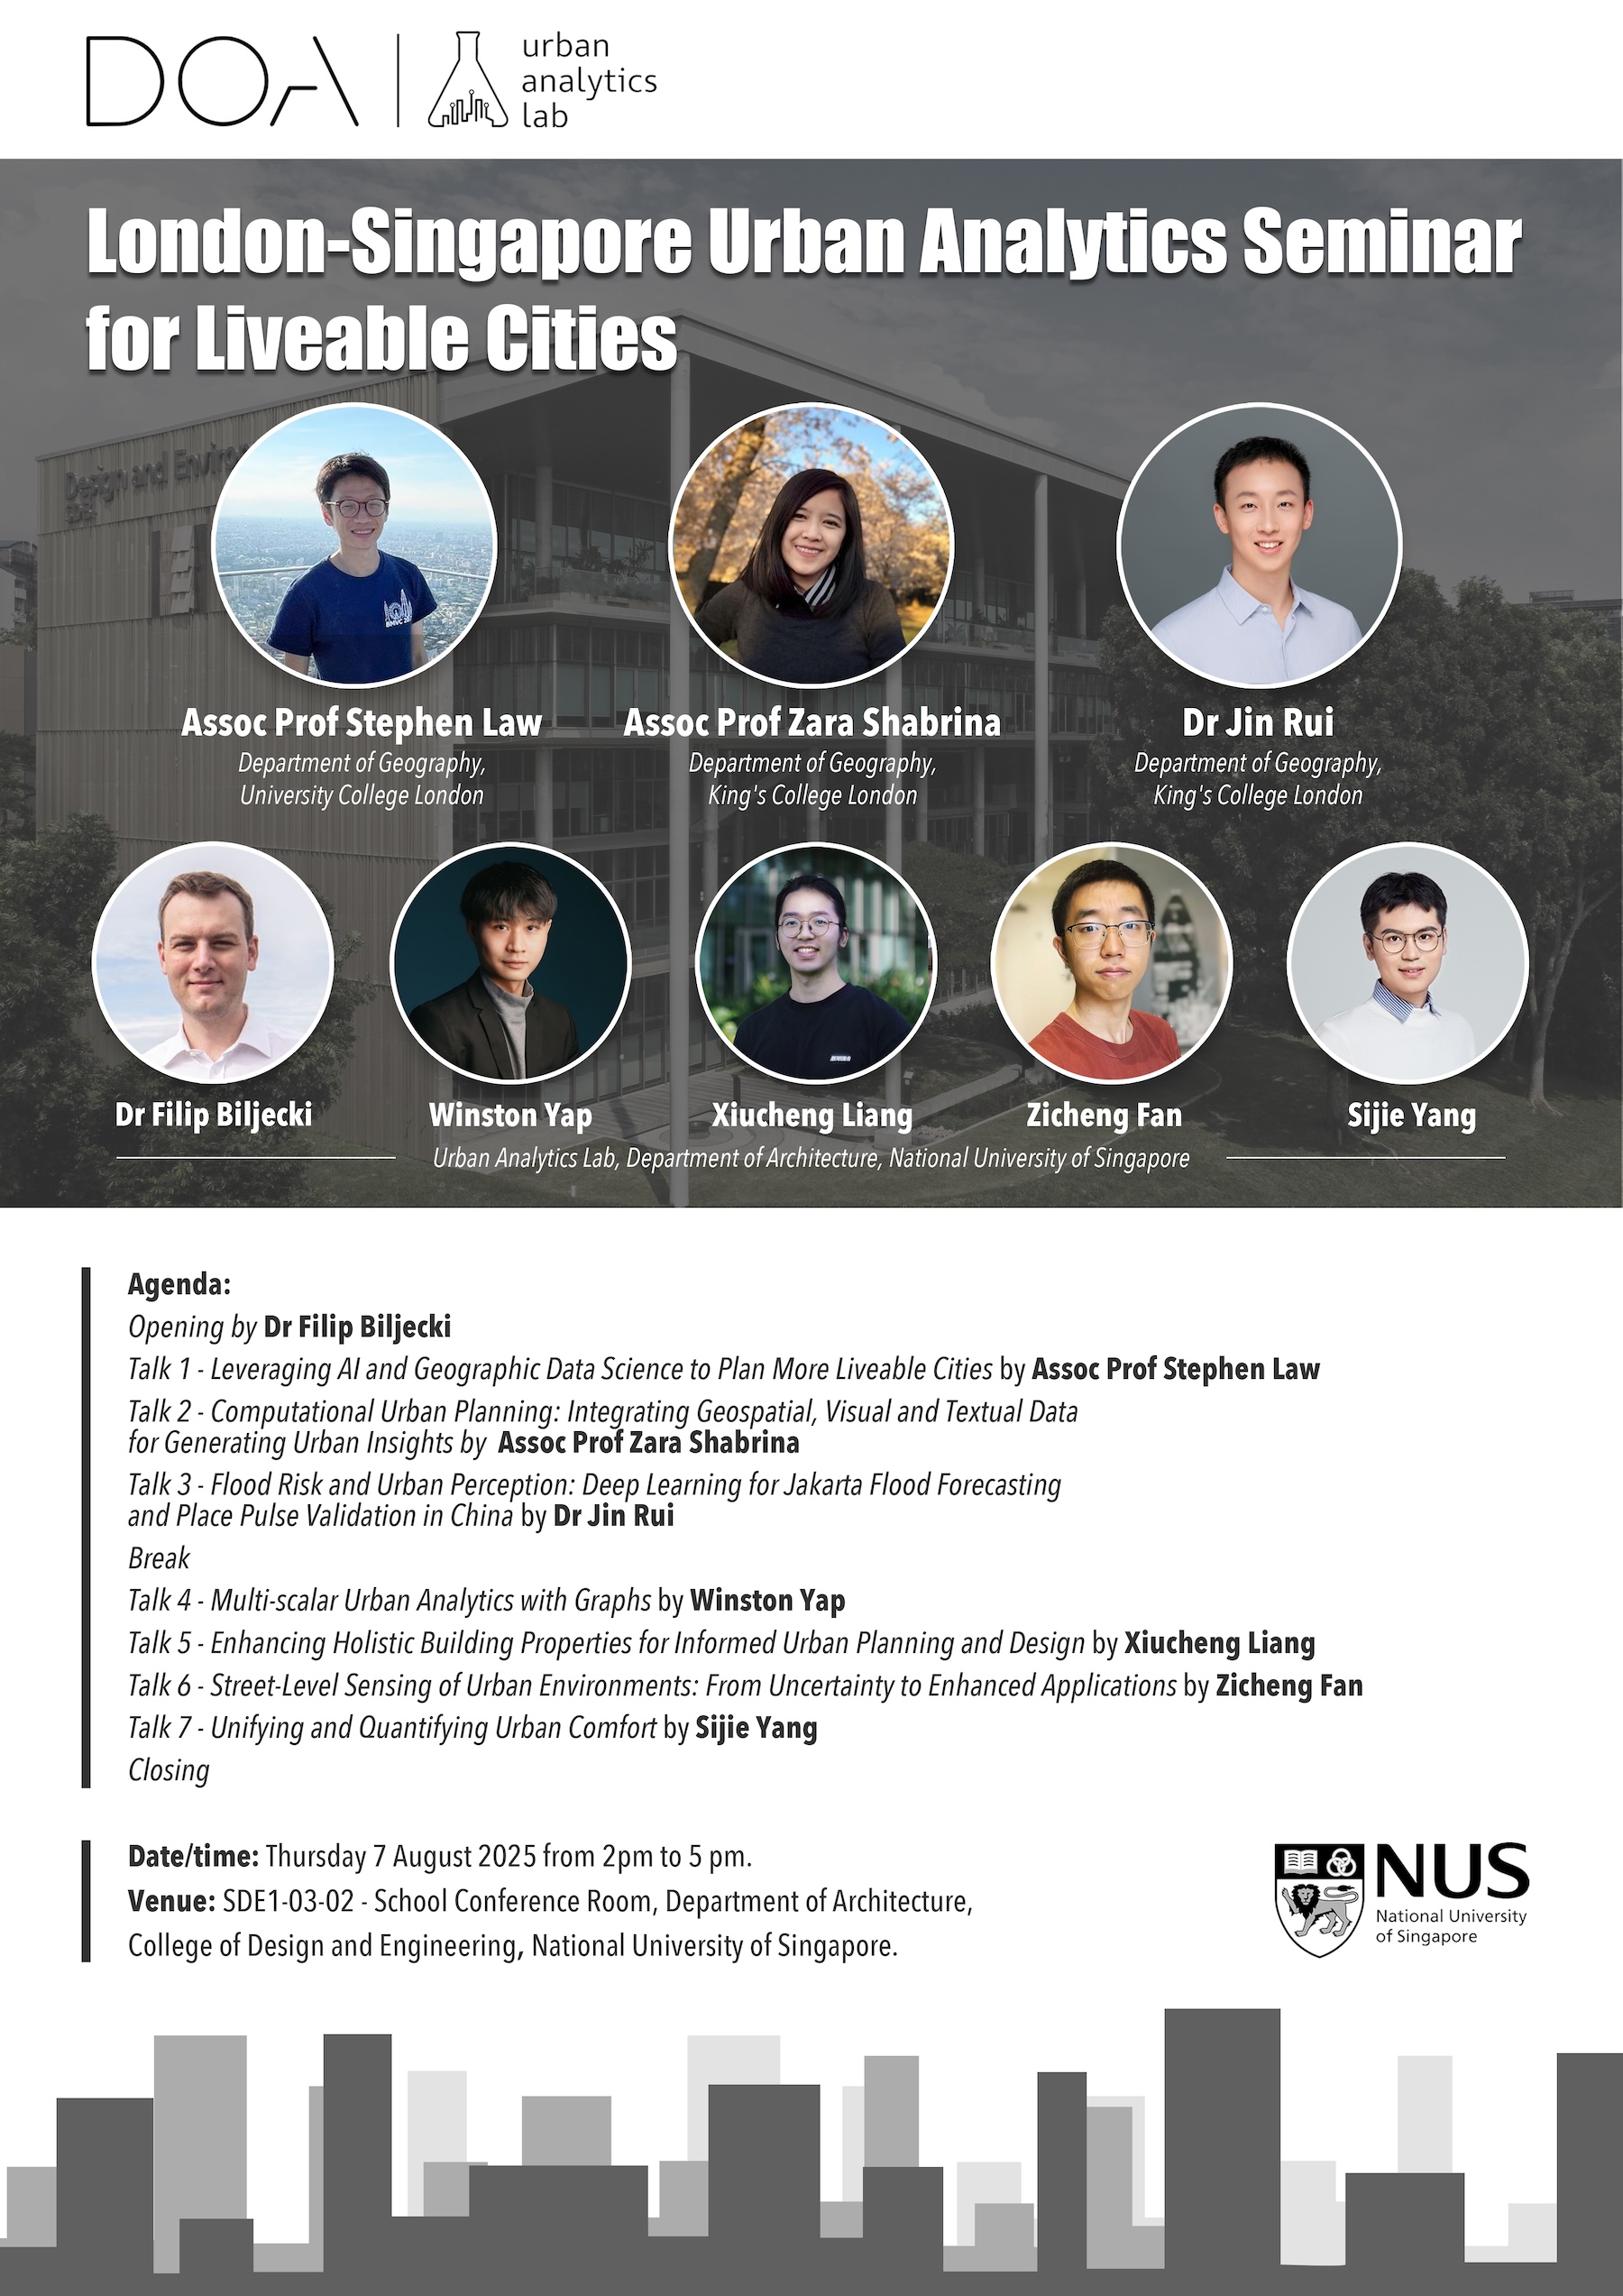 DOA
urban
analytics
lab
London-Singapore Urban Analytics Seminar
for Liveable Cities
Design and
Assoc Prof Stephen Law
Department of Geography,
University College London
Assoc Prof Zara Shabrina
Department of Geography,
King's College London
Dr Jin Rui
Department of Geography,
King's College London
Dr Filip Biljecki
Winston Yap
Xiucheng Liang
Zicheng Fan
Sijie Yang
Urban Analytics Lab, Department of Architecture, National University of Singapore
Agenda:
Opening by Dr Filip Biljecki
Talk 1 - Leveraging AI and Geographic Data Science to Plan More Liveable Cities by Assoc Prof Stephen Law
Talk 2 - Computational Urban Planning: Integrating Geospatial, Visual and Textual Data
for Generating Urban Insights by Assoc Prof Zara Shabrina
Talk 3 - Flood Risk and Urban Perception: Deep Learning for Jakarta Flood Forecasting
and Place Pulse Validation in China by Dr Jin Rui
Break
Talk 4 - Multi-scalar Urban Analytics with Graphs by Winston Yap
Talk 5 - Enhancing Holistic Building Properties for Informed Urban Planning and Design by Xiucheng Liang
Talk 6 - Street-Level Sensing of Urban Environments: From Uncertainty to Enhanced Applications by Zicheng Fan
Talk 7 - Unifying and Quantifying Urban Comfort by Sijie Yang
Closing
Date/time: Thursday 7 August 2025 from 2pm to 5 pm.
Venue: SDE1-03-02 - School Conference Room, Department of Architecture,
College of Design and Engineering, National University of Singapore.
NUS
National University
of Singapore